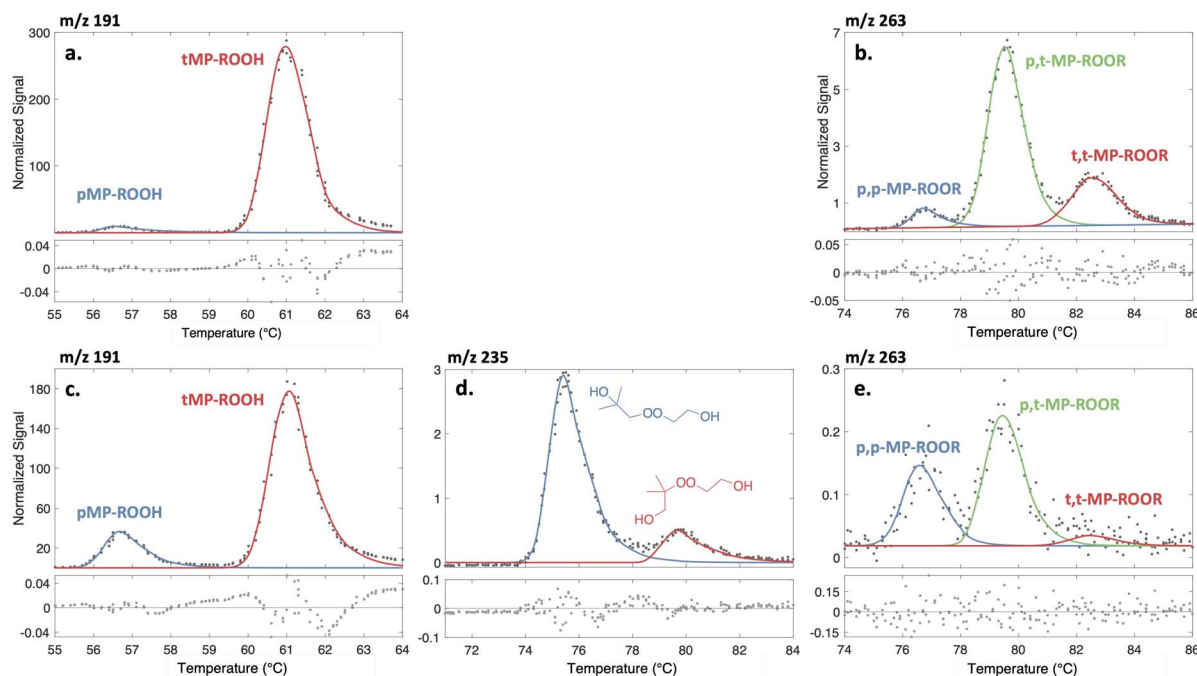 m/z 191
a.
tMP-ROOH
pMP-ROOH
Normalized Signal
300
200
100
0.04
0
-0.04
55 56 57 58 59 60 61 62 63 64
Temperature (°C)
m/z 263
b.
p,t-MP-ROOR
t,t-MP-ROOR
p,p-MP-ROOR
Normalized Signal
7
5
3
1
0.05
0
-0.05
74 76 78 80 82 84 86
Temperature (°C)
m/z 191
c.
tMP-ROOH
pMP-ROOH
Normalized Signal
180
140
100
60
20
0.04
0
-0.04
55 56 57 58 59 60 61 62 63 64
Temperature (°C)
m/z 235
d.
HO
OO
OH
OO
OH
HO
3
2
1
0
0.1
0
-0.1
72 74 76 78 80 82 84
Temperature (°C)
m/z 263
e.
p,t-MP-ROOR
p,p-MP-ROOR
t,t-MP-ROOR
0.3
0.2
0.1
0
0.15
0
-0.15
74 76 78 80 82 84 86
Temperature (°C)